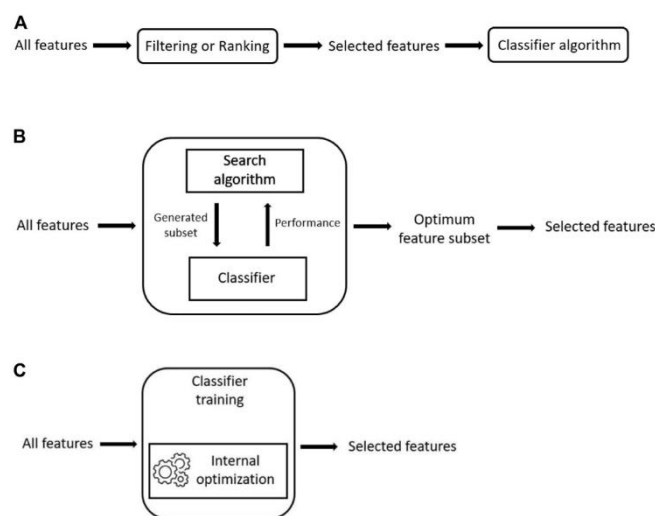 A
All features
Filtering or Ranking
Selected features
Classifier algorithm
B
All features
Search
algorithm
Generated
subset
Performance
Classifier
Optimum
feature subset
Selected features
C
All features
Classifier
training
Internal
optimization
Selected features